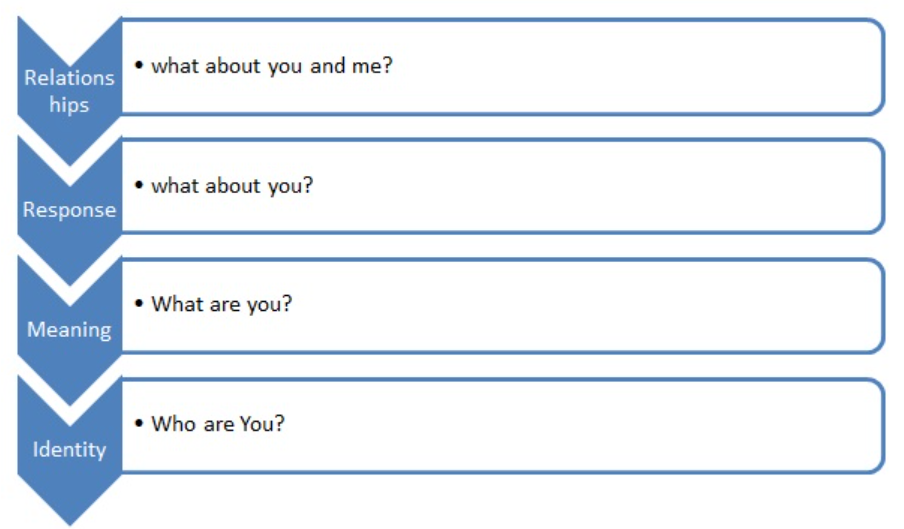 Relations
hips
• what about you and me?
Response
• what about you?
Meaning
• What are you?
Identity
• Who are You?